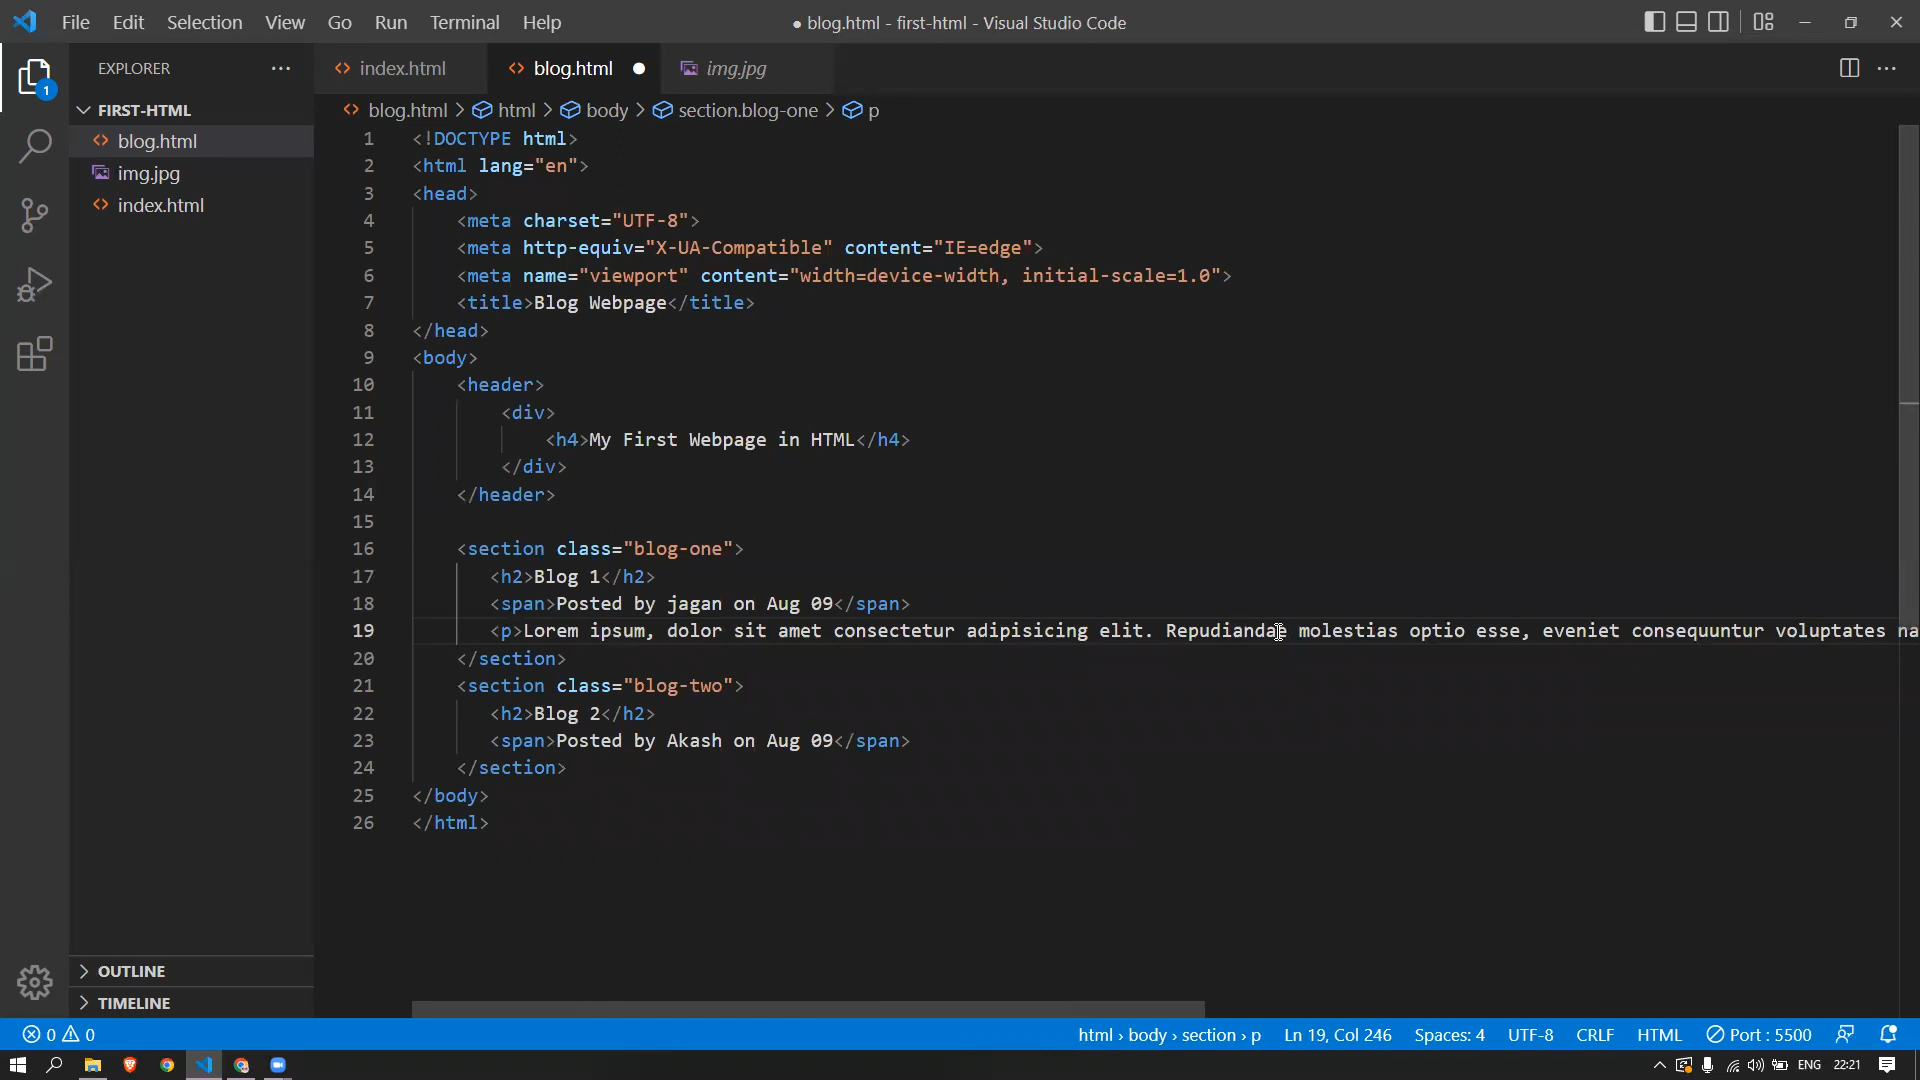 File Edit Selection View Go Run Terminal Help
● blog.html - first-html - Visual Studio Code
EXPLORER
1
FIRST-HTML
blog.html
img.jpg
index.html
OUTLINE
TIMELINE
index.html blog.html img.jpg
blog.html > html > body > section.blog-one > p
1 <!DOCTYPE html>
2 <html lang="en">
3 <head>
4 <meta charset="UTF-8">
5 <meta http-equiv="X-UA-Compatible" content="IE=edge">
6 <meta name="viewport" content="width=device-width, initial-scale=1.0">
7 <title>Blog Webpage</title>
8 </head>
9 <body>
10 <header>
11 <div>
12 <h4>My First Webpage in HTML</h4>
13 </div>
14 </header>
15
16 <section class="blog-one">
17 <h2>Blog 1</h2>
18 <span>Posted by jagan on Aug 09</span>
19 <p>Lorem ipsum, dolor sit amet consectetur adipisicing elit. Repudiandae molestias optio esse, eveniet consequuntur voluptates na
20 </section>
21 <section class="blog-two">
22 <h2>Blog 2</h2>
23 <span>Posted by Akash on Aug 09</span>
24 </section>
25 </body>
26 </html>
0 0 html › body › section › p Ln 19, Col 246 Spaces: 4 UTF-8 CRLF HTML Port : 5500
ENG 22:21